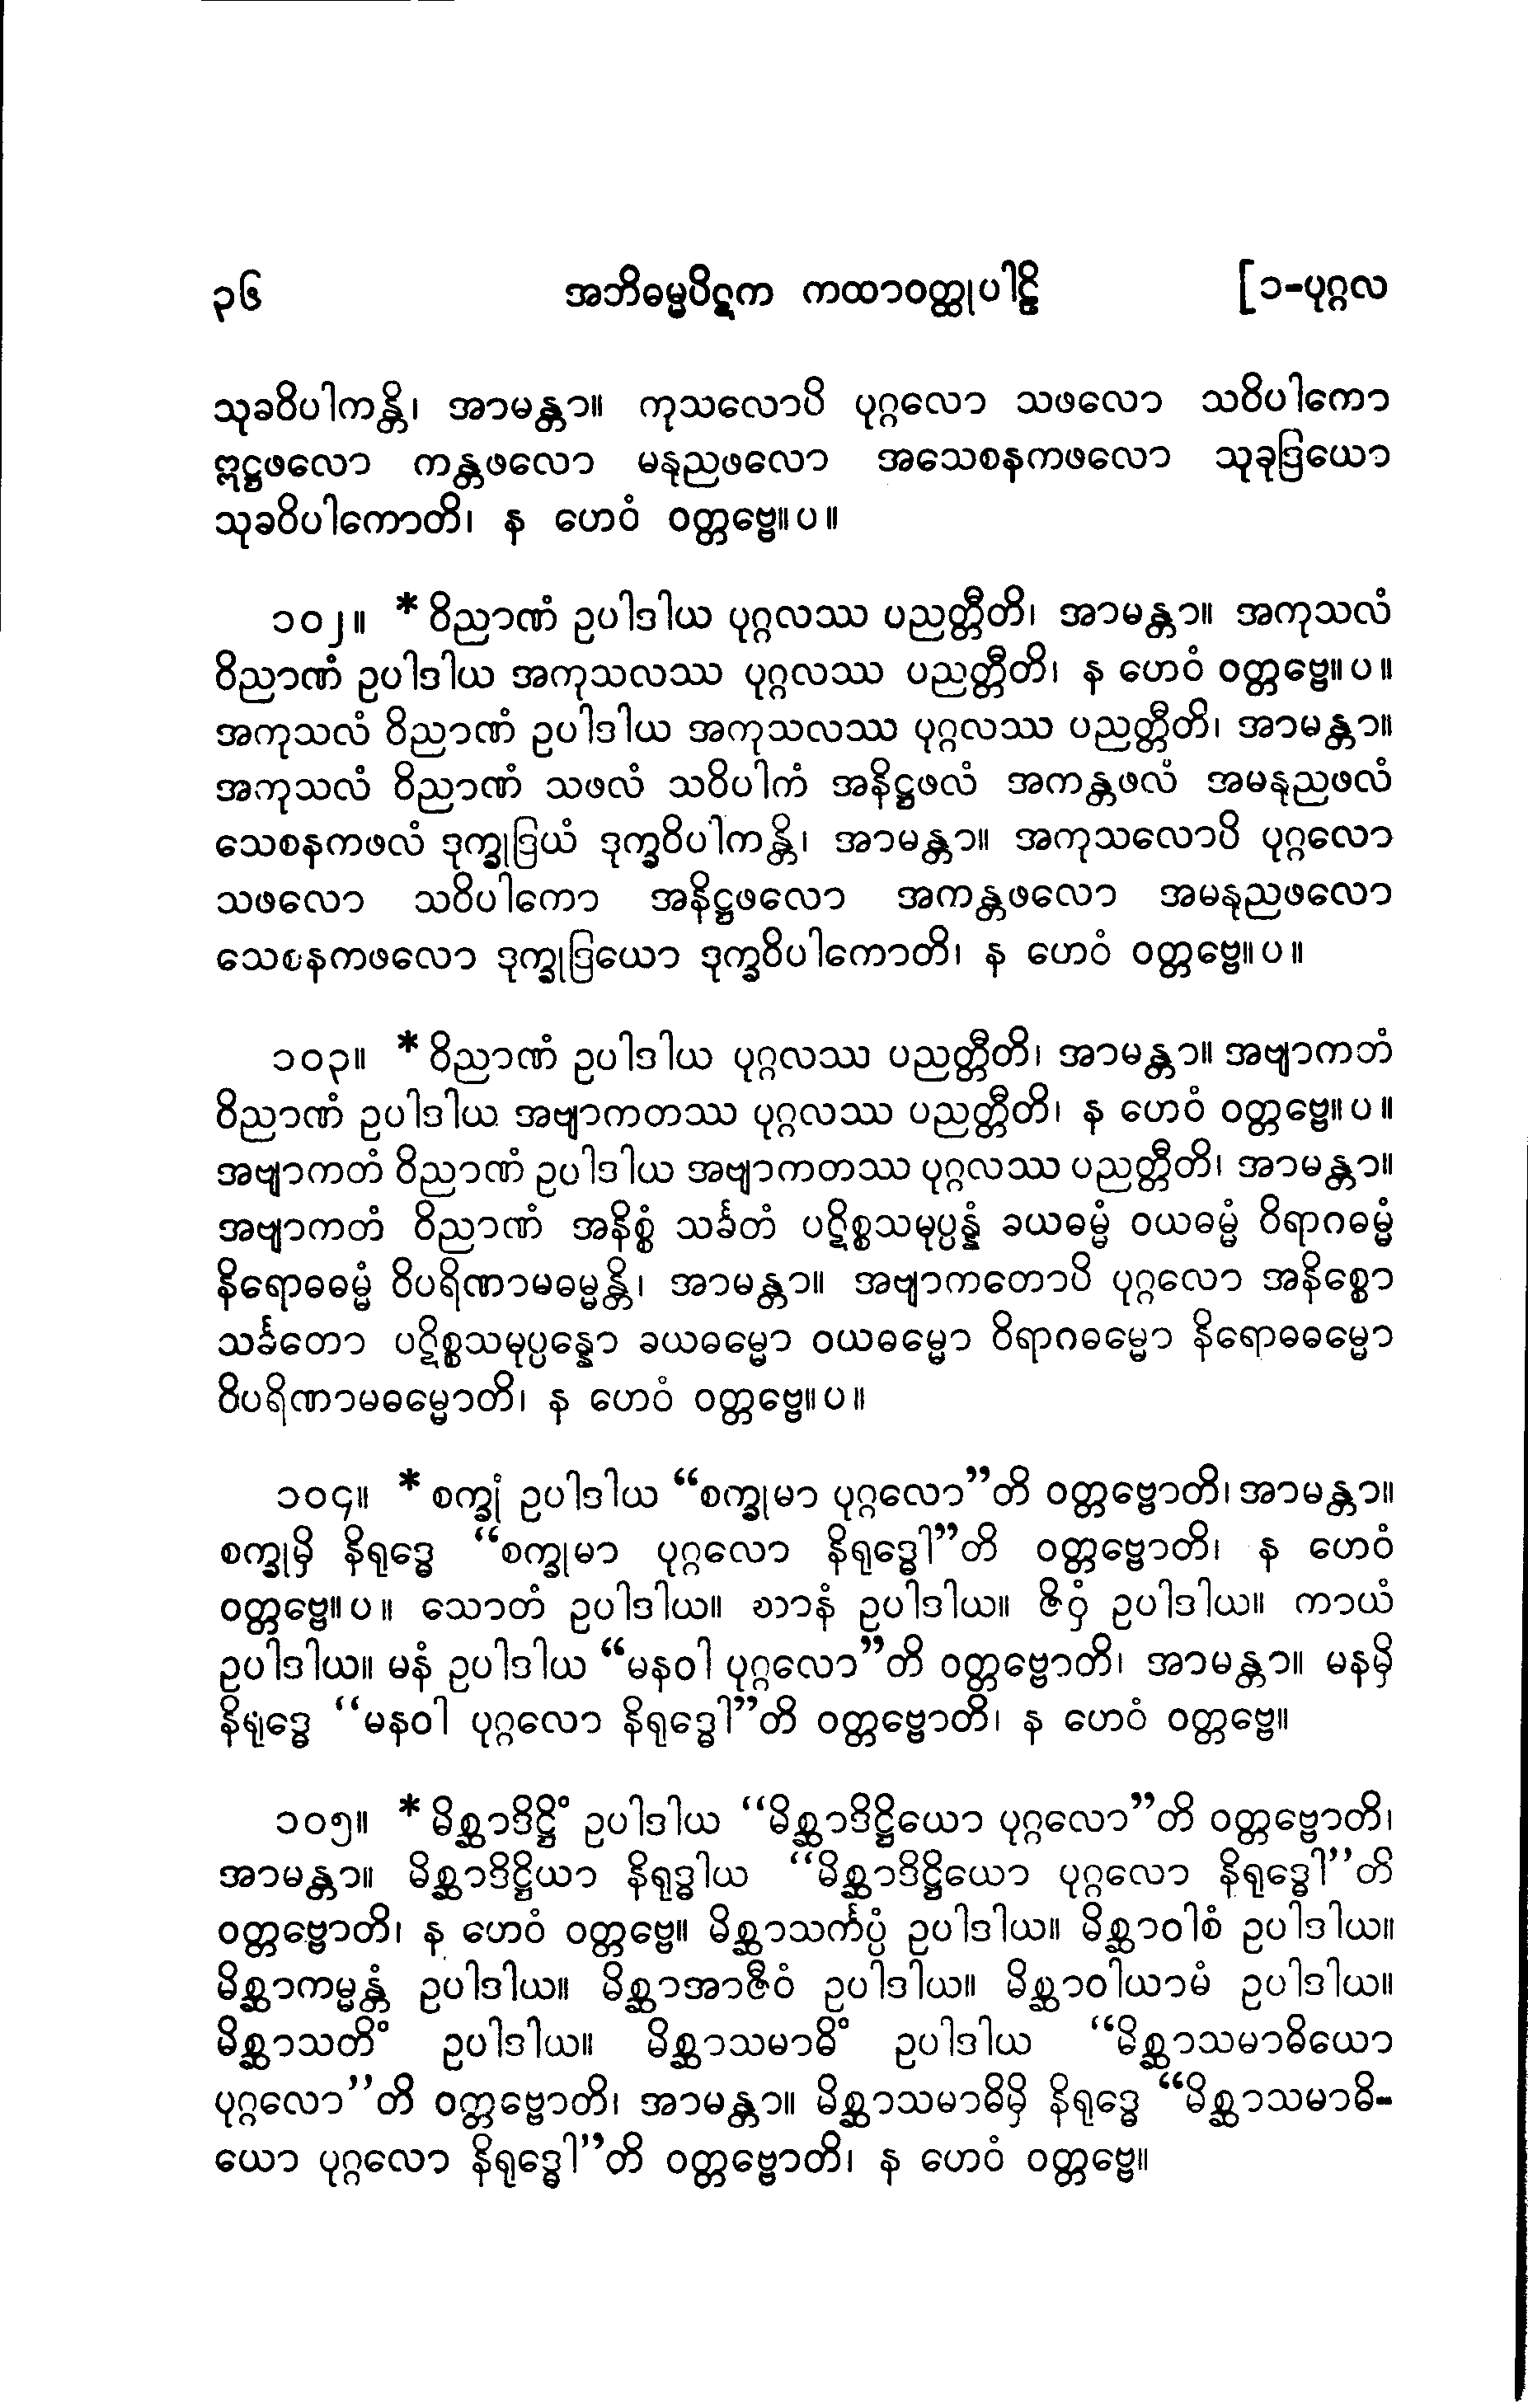 ၃၆ အဘိဓမ္မပိဋက ကထာဝတ္ထုပါဠိ [၁-ပုဂ္ဂလ
သုခဝိပါကန္တိ၊ အာမန္တာ။ ကုသလောပိ ပုဂ္ဂလော သဖလော သဝိပါကော
ဣဋ္ဌဖလော ကန္တဖလော မနုညဖလော အသေစနကဖလော သုခုဒြယော
သုခဝိပါကောတိ၊ န ဟေဝံ ဝတ္တဗ္ဗေ။ပ။
၁၀၂။ *ဝိညာဏံ ဥပါဒါယ ပုဂ္ဂလဿ ပညတ္တီတိ၊ အာမန္တာ။ အကုသလံ
ဝိညာဏံ ဥပါဒါယ အကုသလဿ ပုဂ္ဂလဿ ပညတ္တီတိ၊ န ဟေဝံ ဝတ္တဗ္ဗေ။ပ။
အကုသလံ ဝိညာဏံ ဥပါဒါယ အကုသလဿ ပုဂ္ဂလဿ ပညတ္တီတိ၊ အာမန္တာ။
အကုသလံ ဝိညာဏံ သဖလံ သဝိပါကံ အနိဋ္ဌဖလံ အကန္တဖလံ အမနုညဖလံ
သေစနကဖလံ ဒုက္ခုဒြယံ ဒုက္ခဝိပါကန္တိ၊ အာမန္တာ။ အကုသလောပိ ပုဂ္ဂလော
သဖလော သဝိပါကော အနိဋ္ဌဖလော အကန္တဖလော အမနုညဖလော
သေစနကဖလော ဒုက္ခုဒြယော ဒုက္ခဝိပါကောတိ၊ န ဟေဝံ ဝတ္တဗ္ဗေ။ပ။
၁၀၃။ *ဝိညာဏံ ဥပါဒါယ ပုဂ္ဂလဿ ပညတ္တီတိ၊ အာမန္တာ။ အဗျာကတံ
ဝိညာဏံ ဥပါဒါယ အဗျာကတဿ ပုဂ္ဂလဿ ပညတ္တီတိ၊ န ဟေဝံ ဝတ္တဗ္ဗေ။ပ။
အဗျာကတံ ဝိညာဏံ ဥပါဒါယ အဗျာကတဿ ပုဂ္ဂလဿ ပညတ္တီတိ၊ အာမန္တာ။
အဗျာကတံ ဝိညာဏံ အနိစ္စံ သင်္ခတံ ပဋိစ္စသမုပ္ပန္နံ ခယဓမ္မံ ဝယဓမ္မံ ဝိရာဂဓမ္မံ
နိရောဓဓမ္မံ ဝိပရိဏာမဓမ္မန္တိ၊ အာမန္တာ။ အဗျာကတောပိ ပုဂ္ဂလော အနိစ္စော
သင်္ခတော ပဋိစ္စသမုပ္ပန္နော ခယဓမ္မော ဝယဓမ္မော ဝိရာဂဓမ္မော နိရောဓဓမ္မော
ဝိပရိဏာမဓမ္မောတိ၊ န ဟေဝံ ဝတ္တဗ္ဗေ။ပ။
၁၀၄။ *စက္ခုံ ဥပါဒါယ “စက္ခုမာ ပုဂ္ဂလော”တိ ဝတ္တဗ္ဗောတိ၊ အာမန္တာ။
စက္ခုမှိ နိရုဒ္ဓေ “စက္ခုမာ ပုဂ္ဂလော နိရုဒ္ဓေါ”တိ ဝတ္တဗ္ဗောတိ၊ န ဟေဝံ
ဝတ္တဗ္ဗေ။ပ။ သောတံ ဥပါဒါယ။ ဃာနံ ဥပါဒါယ။ ဇိဝှံ ဥပါဒါယ။ ကာယံ
ဥပါဒါယ။ မနံ ဥပါဒါယ “မနဝါ ပုဂ္ဂလော”တိ ဝတ္တဗ္ဗောတိ၊ အာမန္တာ။ မနမှိ
နိရုဒ္ဓေ “မနဝါ ပုဂ္ဂလော နိရုဒ္ဓေါ”တိ ဝတ္တဗ္ဗောတိ၊ န ဟေဝံ ဝတ္တဗ္ဗေ။
၁၀၅။ *မိစ္ဆာဒိဋ္ဌိံ ဥပါဒါယ “မိစ္ဆာဒိဋ္ဌိယော ပုဂ္ဂလော”တိ ဝတ္တဗ္ဗောတိ၊
အာမန္တာ။ မိစ္ဆာဒိဋ္ဌိယာ နိရုဒ္ဓါယ “မိစ္ဆာဒိဋ္ဌိယော ပုဂ္ဂလော နိရုဒ္ဓေါ”တိ
ဝတ္တဗ္ဗောတိ၊ န ဟေဝံ ဝတ္တဗ္ဗေ။ မိစ္ဆာသင်္ကပ္ပံ ဥပါဒါယ။ မိစ္ဆာဝါစံ ဥပါဒါယ။
မိစ္ဆာကမ္မန္တံ ဥပါဒါယ။ မိစ္ဆာအာဇီဝံ ဥပါဒါယ။ မိစ္ဆာဝါယာမံ ဥပါဒါယ။
မိစ္ဆာသတိံ ဥပါဒါယ။ မိစ္ဆာသမာဓိံ ဥပါဒါယ “မိစ္ဆာသမာဓိယော
ပုဂ္ဂလော”တိ ဝတ္တဗ္ဗောတိ၊ အာမန္တာ။ မိစ္ဆာသမာဓိမှိ နိရုဒ္ဓေ “မိစ္ဆာသမာဓိ-
ယော ပုဂ္ဂလော နိရုဒ္ဓေါ”တိ ဝတ္တဗ္ဗောတိ၊ န ဟေဝံ ဝတ္တဗ္ဗေ။